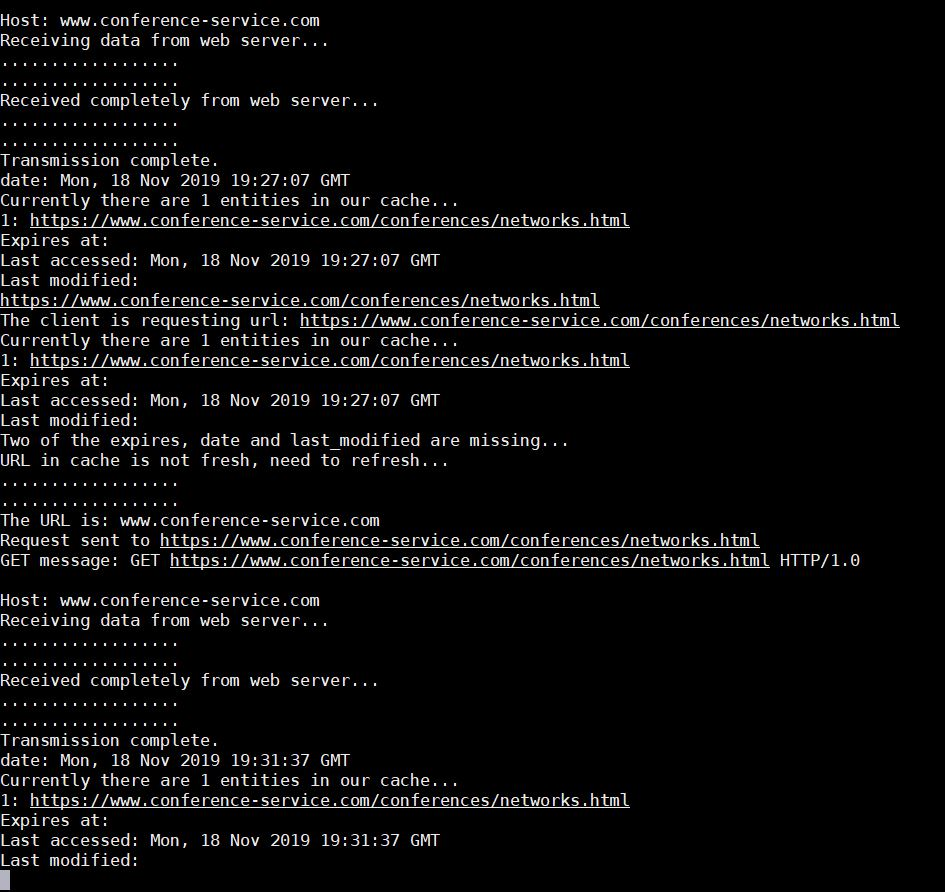 Host: www.conference-service.com
Receiving data from web server...
..................
..................
Received completely from web server...
..................
..................
Transmission complete.
date: Mon, 18 Nov 2019 19:27:07 GMT
Currently there are 1 entities in our cache...
1: https://www.conference-service.com/conferences/networks.html
Expires at:
Last accessed: Mon, 18 Nov 2019 19:27:07 GMT
Last modified:
https://www.conference-service.com/conferences/networks.html
The client is requesting url: https://www.conference-service.com/conferences/networks.html
Currently there are 1 entities in our cache...
1: https://www.conference-service.com/conferences/networks.html
Expires at:
Last accessed: Mon, 18 Nov 2019 19:27:07 GMT
Last modified:
Two of the expires, date and last_modified are missing...
URL in cache is not fresh, need to refresh...
..................
..................
The URL is: www.conference-service.com
Request sent to https://www.conference-service.com/conferences/networks.html
GET message: GET https://www.conference-service.com/conferences/networks.html HTTP/1.0
Host: www.conference-service.com
Receiving data from web server...
..................
..................
Received completely from web server...
..................
..................
Transmission complete.
date: Mon, 18 Nov 2019 19:31:37 GMT
Currently there are 1 entities in our cache...
1: https://www.conference-service.com/conferences/networks.html
Expires at:
Last accessed: Mon, 18 Nov 2019 19:31:37 GMT
Last modified: